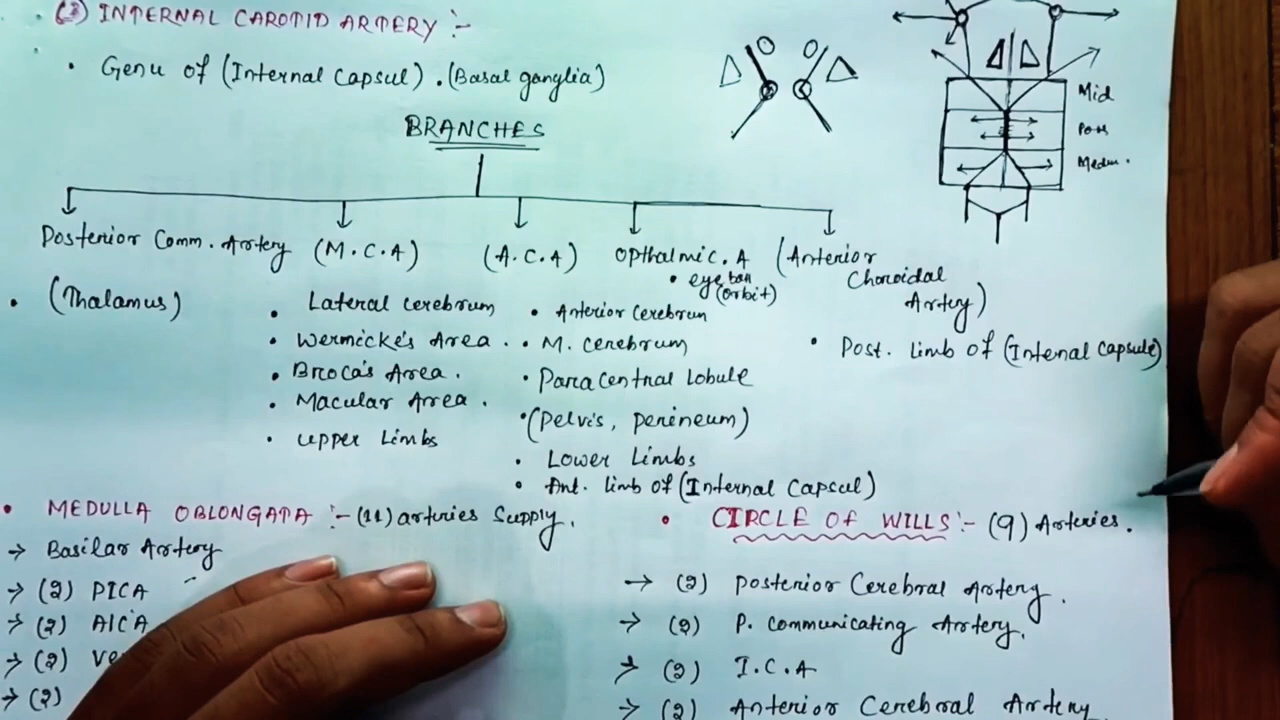 (3) INTERNAL CAROTID ARTERY :-
• Genu of (Internal Capsul) . (Basal ganglia)
BRANCHES
Posterior Comm. Artery
• (Thalamus)
(M.C.A)
• Lateral cerebrum
• Wernicke's Area .
• Broca's Area .
• Macular Area .
• upper Limbs
(A.C.A)
• Anterior cerebrum
• M. cerebrum
• Paracentral lobule
• (Pelvis, perineum)
• Lower Limbs
• Ant. limb of (Internal Capsul)
Opthalmic. A
• eye ball
(orbit)
(Anterior
Choroidal
Artery)
• Post. limb of (Internal Capsule)
Mid
Pons
Medu.
• MEDULLA OBLONGATA :- (11) arteries Supply.
→ Basilar Artery
→ (2) PICA
→ (2) AICA
→ (2)
→ (2)
• CIRCLE OF WILLS :- (9) Arteries.
→ (2) Posterior Cerebral Artery.
→ (2) P. communicating Artery.
→ (2) I.C.A
→ (2) Anterior Cerebral Artery